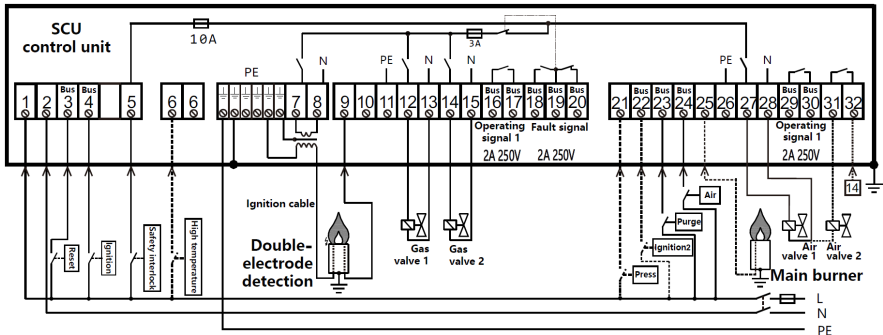 SCU
control unit
10A
3A
PE
N
PE
N
N
PE
N
Bus
Bus
Bus
Bus
Bus
Bus
Bus
Bus
Bus
Bus
1
2
3
4
5
6
6
7
8
9
10
11
12
13
14
15
16
17
18
19
20
21
22
23
24
25
26
27
28
29
30
31
32
Operating
signal 1
Fault signal
2A 250V
2A 250V
Operating
signal 1
2A 250V
14
Ignition cable
Double-
electrode
detection
Gas
valve 1
Gas
valve 2
Reset
Ignition
Safety interlock
High temperature
Air
Purge
Ignition2
Press
Air
valve 1
Air
valve 2
Main burner
L
N
PE